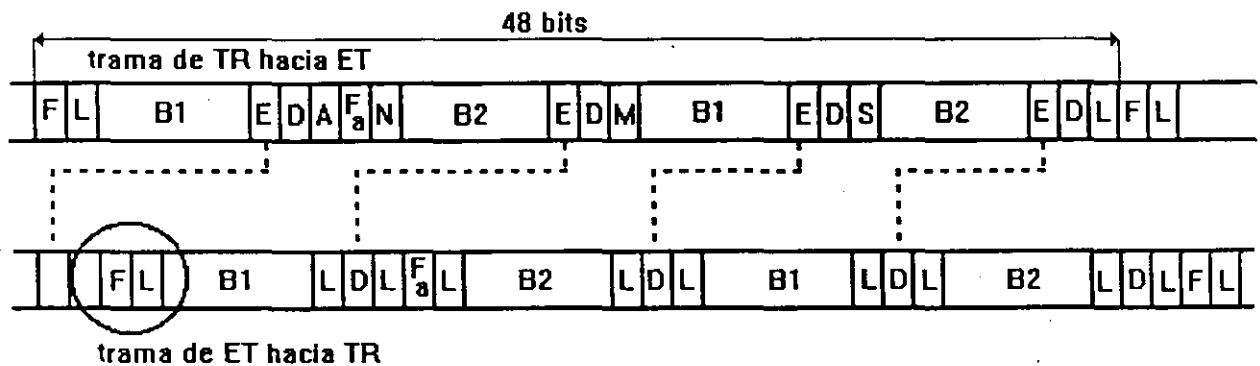 48 bits
trama de TR hacia ET
F L B1 E D A Fa N B2 E D M B1 E D S B2 E D L F L
F L B1 L D L Fa L B2 L D L B1 L D L B2 L D L F L
trama de ET hacia TR